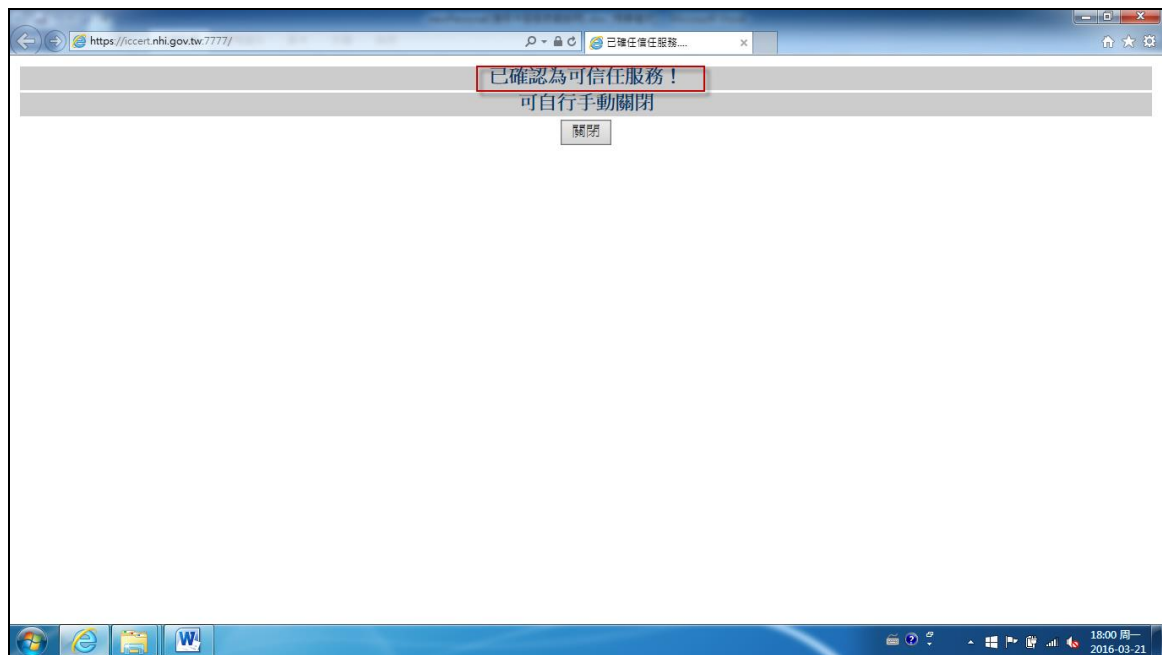 https://iccert.nhi.gov.tw:7777/
已確任信任服務....
已確認為可信任服務！
可自行手動關閉
關閉
18:00 周一
2016-03-21